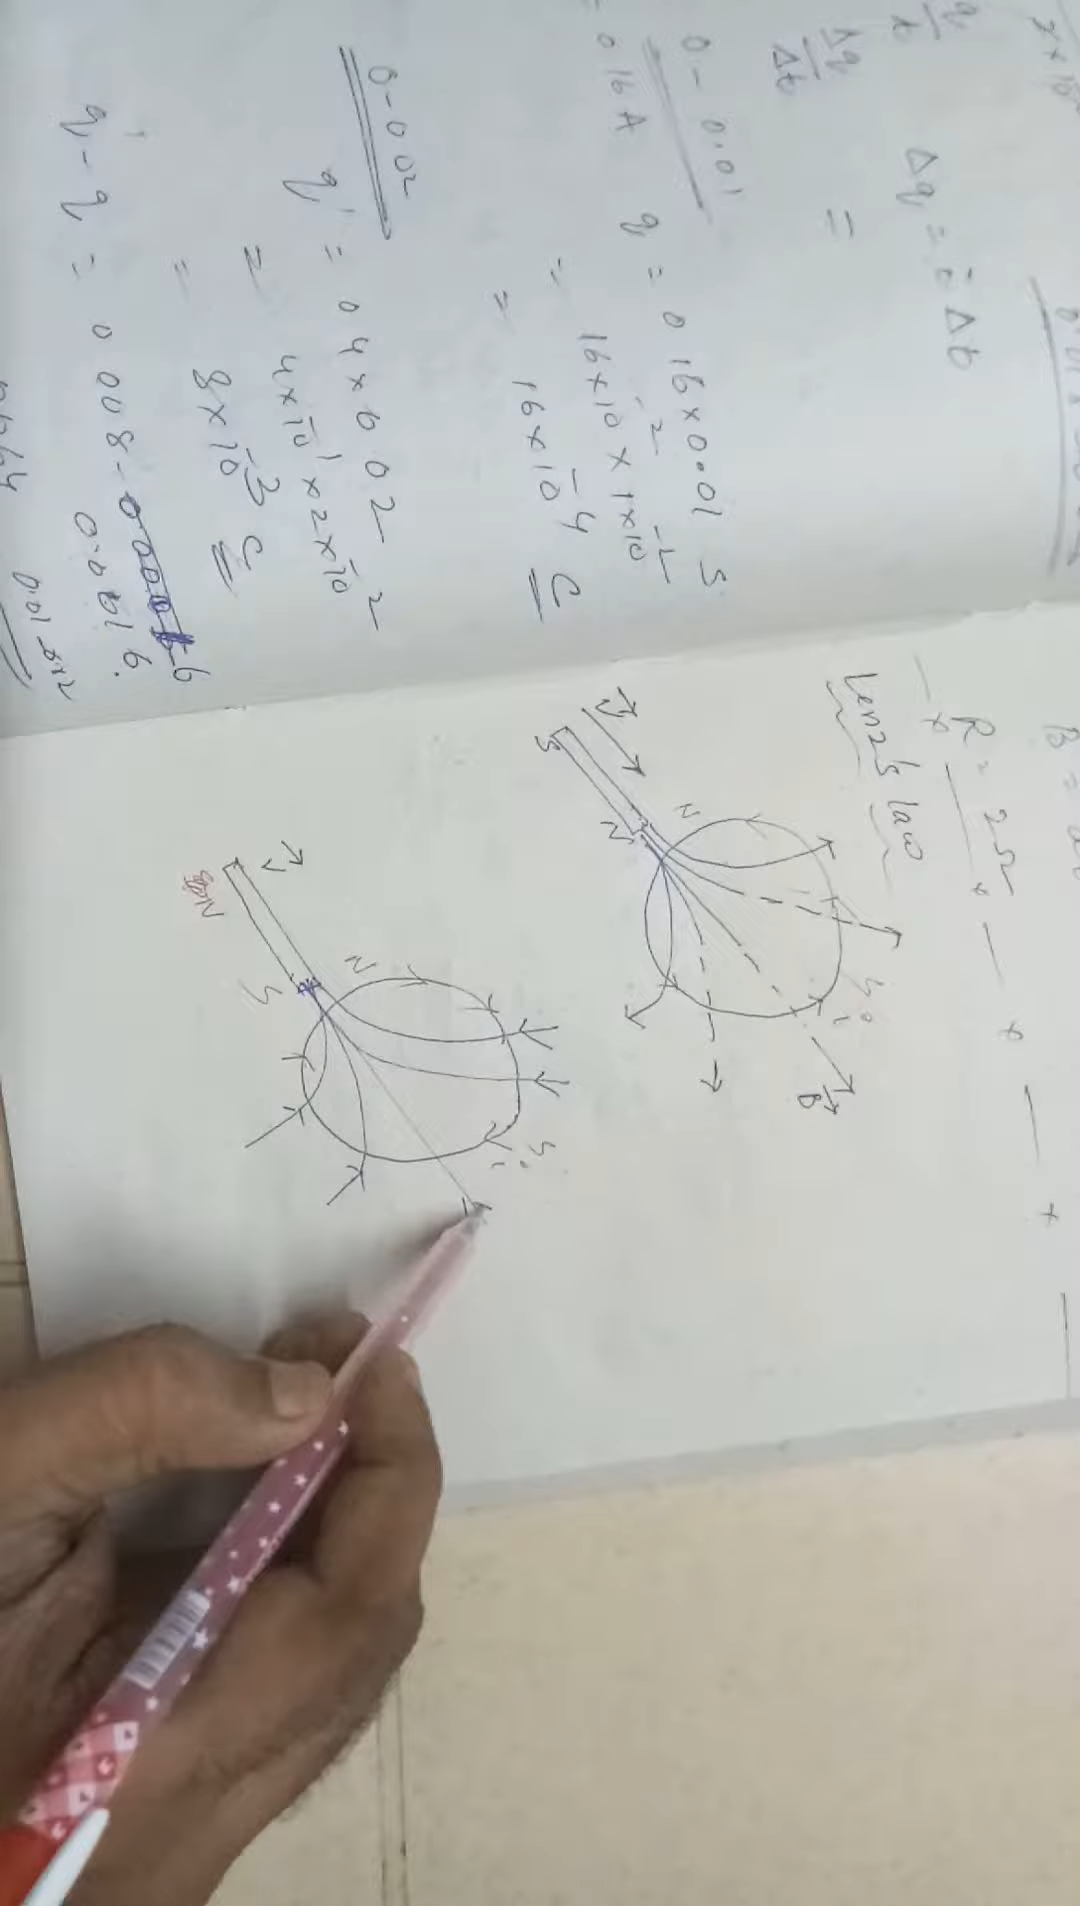 q/t
Δq/Δt
Δq = i Δt
=
0 - 0.01
= 0 16 A q = 0 16 x 0.01 S
= 16 x 10^-2 x 1 x 10^-2
= 16 x 10^-4 C
0 - 0.02
q' = 0 4 x 0 02
= 4 x 10^-1 x 2 x 10^-2
= 8 x 10^-3 C
q' - q = 0 008 -
0.0016
R = 2Ω
Lenz's law
v
S
N
N
S
i
B
v
N
S
N
S
i